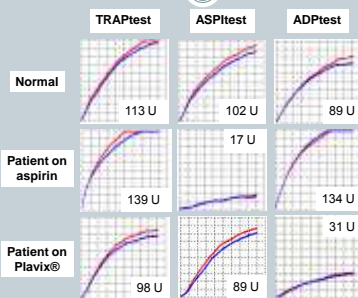 TRAPtest ASPItest ADPtest
Normal 113 U 102 U 89 U
Patient on
aspirin 139 U 17 U 134 U
Patient on
Plavix® 98 U 89 U 31 U